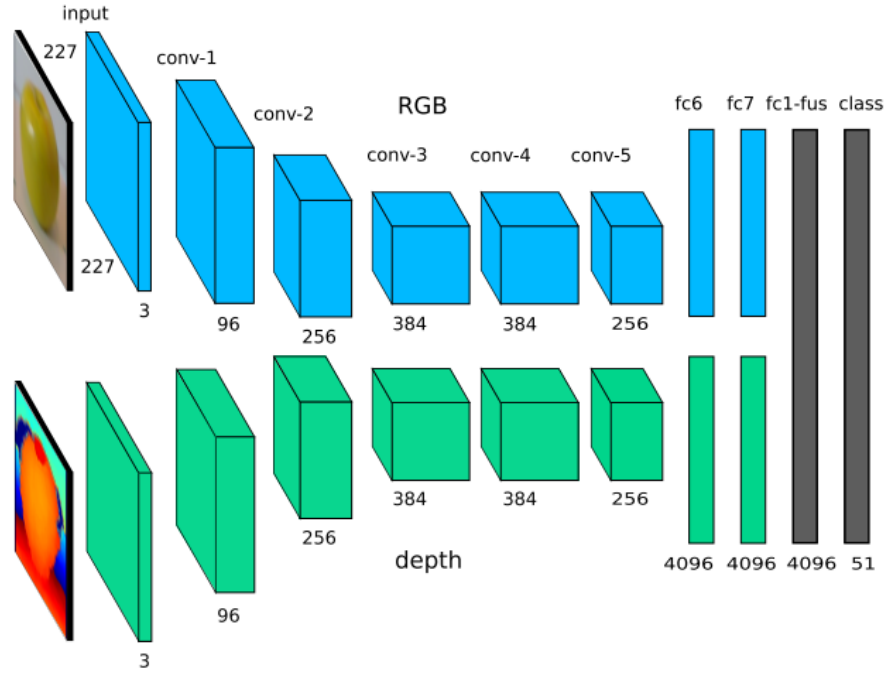 input
227
conv-1
conv-2
RGB
fc6 fc7 fc1-fus class
conv-3 conv-4 conv-5
227
3
96
256
384
384
256
256
384
384
256
depth
4096 4096 4096 51
96
3